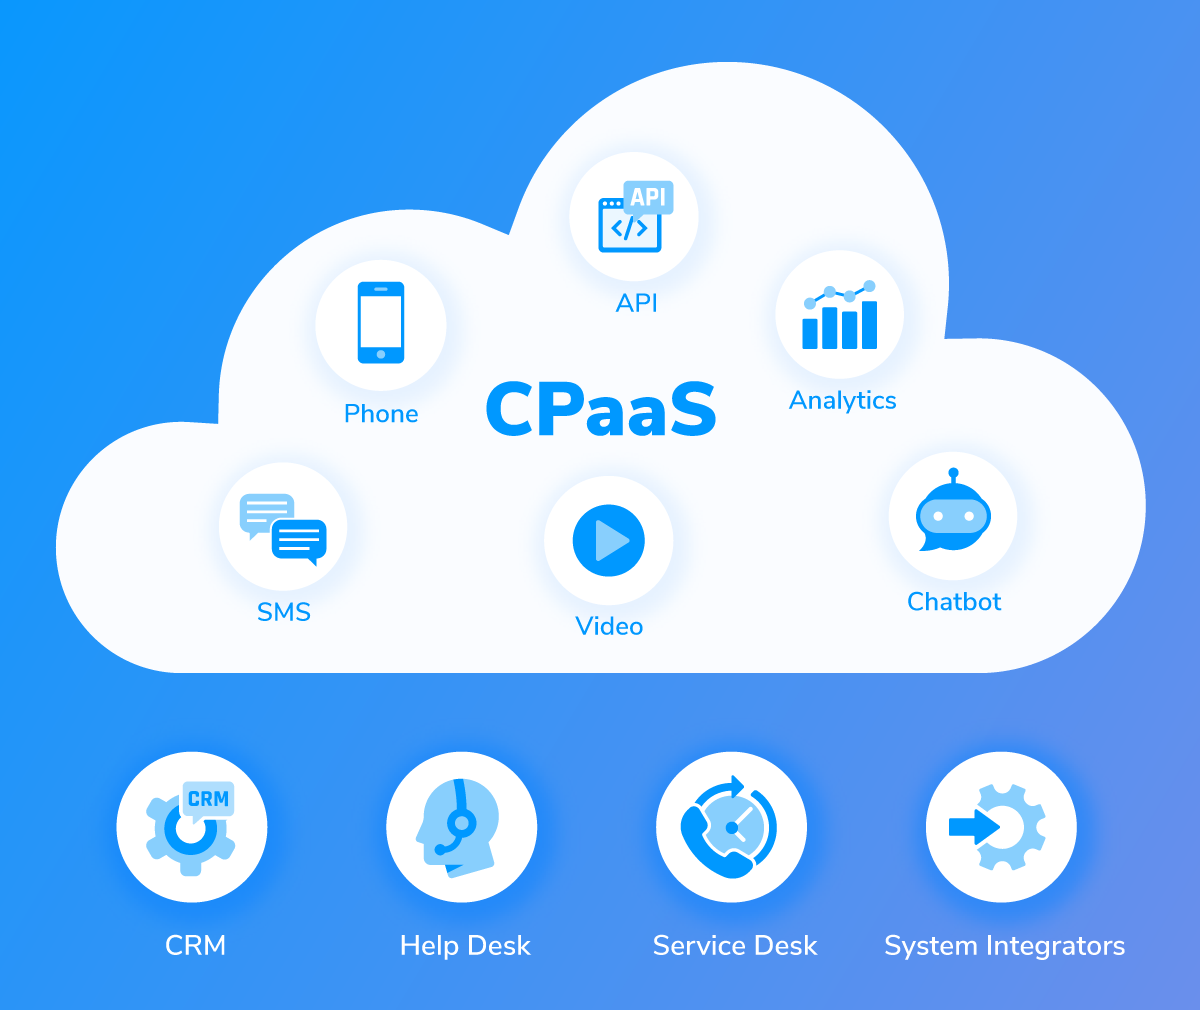 API
API
Phone
Analytics
CPaaS
SMS
Video
Chatbot
CRM
CRM
Help Desk
Service Desk
System Integrators